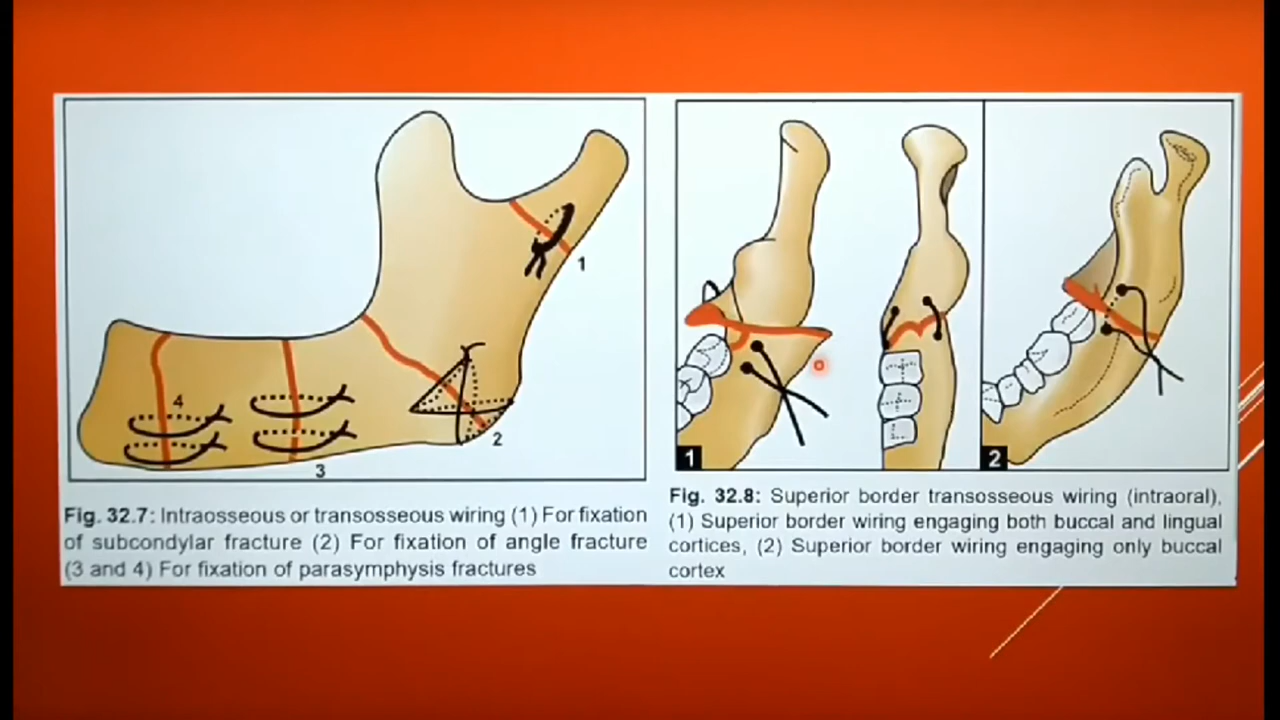 1
2
3
4
Fig. 32.7: Intraosseous or transosseous wiring (1) For fixation
of subcondylar fracture (2) For fixation of angle fracture
(3 and 4) For fixation of parasymphysis fractures
1
2
Fig. 32.8: Superior border transosseous wiring (intraoral),
(1) Superior border wiring engaging both buccal and lingual
cortices, (2) Superior border wiring engaging only buccal
cortex